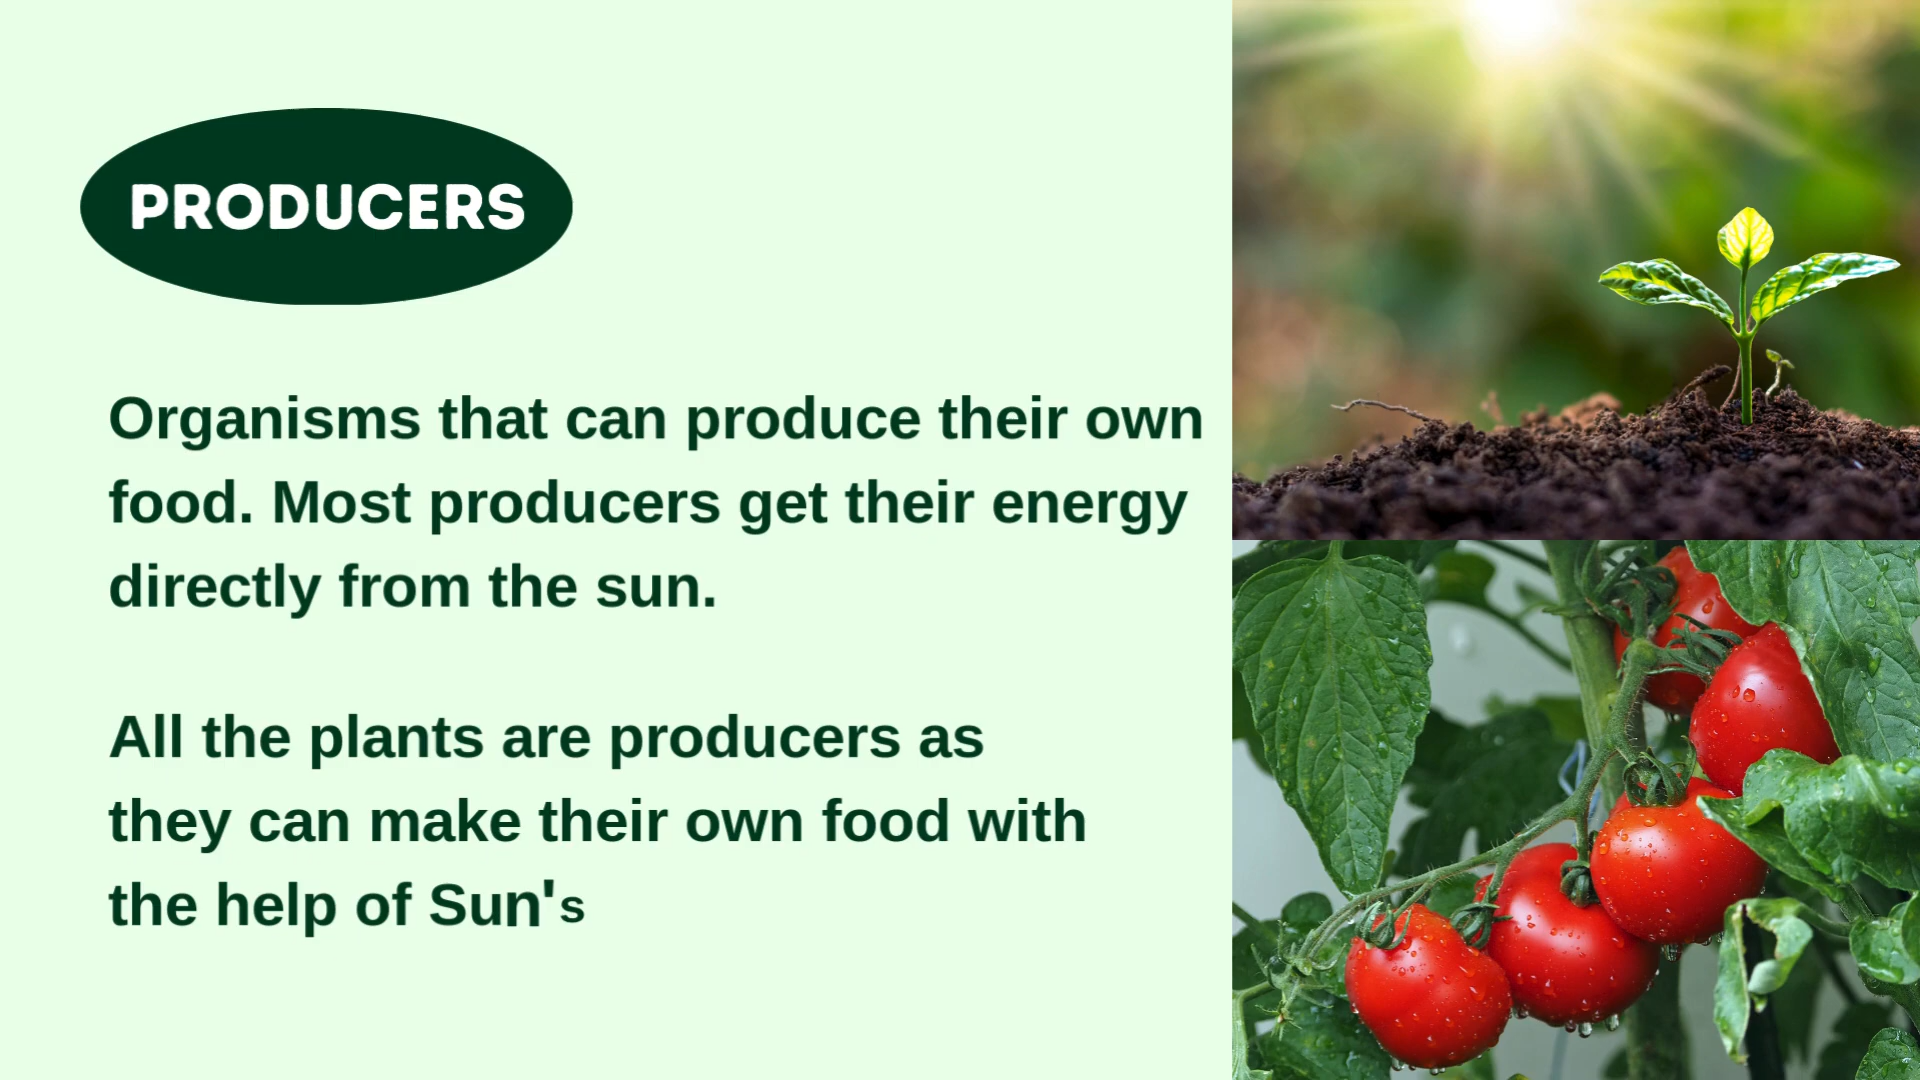 PRODUCERS
Organisms that can produce their own
food. Most producers get their energy
directly from the sun.
All the plants are producers as
they can make their own food with
the help of Sun's